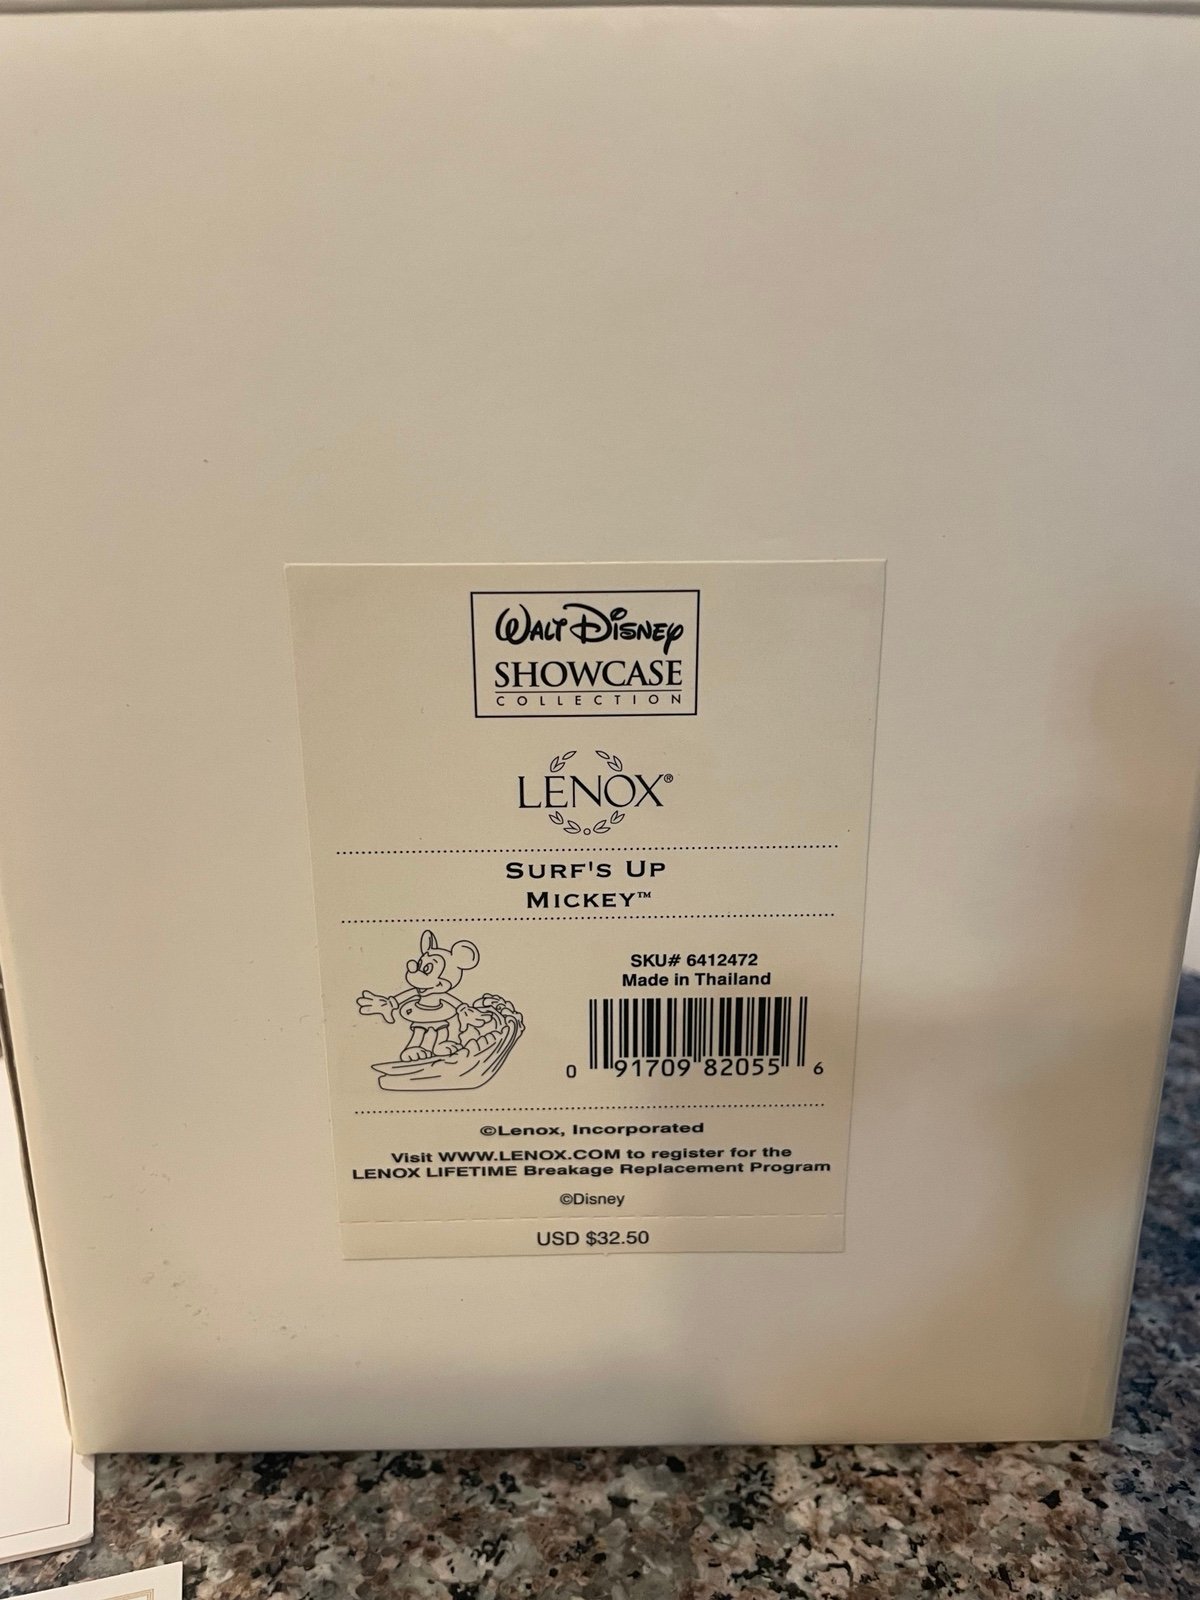 WALT DISNEY
SHOWCASE
COLLECTION
LENOX®
SURF'S UP
MICKEY™
SKU# 6412472
Made in Thailand
0 91709 82055 6
©Lenox, Incorporated
Visit WWW.LENOX.COM to register for the
LENOX LIFETIME Breakage Replacement Program
©Disney
USD $32.50